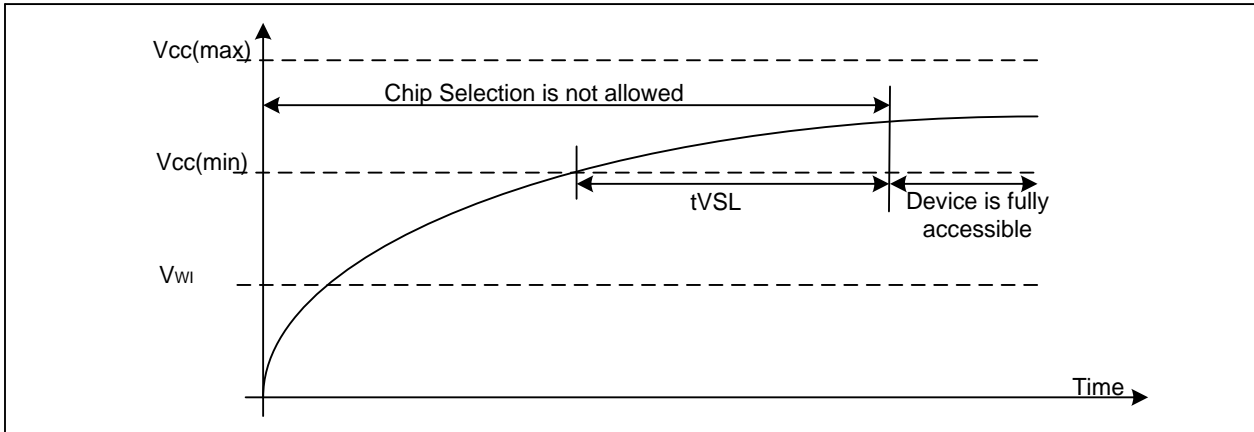 Vcc(max)
Chip Selection is not allowed
Vcc(min)
tVSL
Device is fully
accessible
VWI
Time